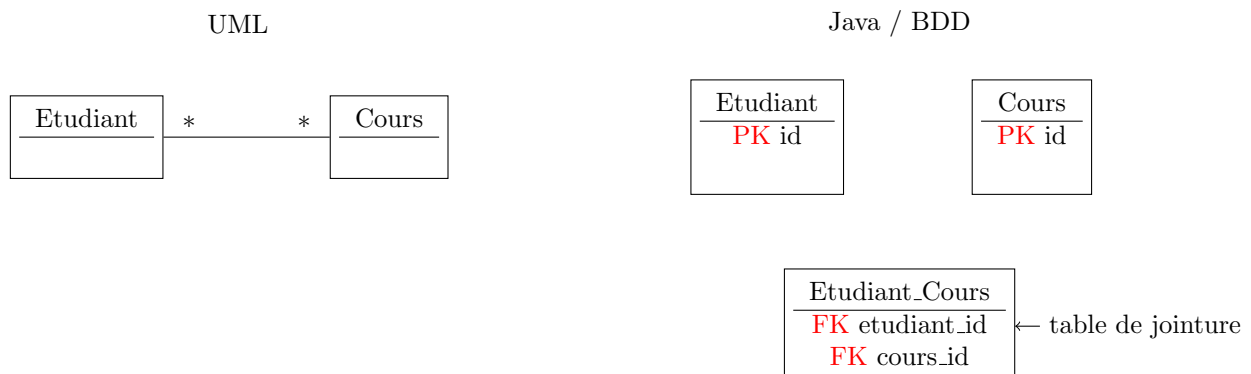 UML
Etudiant
*
*
Cours
Java / BDD
Etudiant
PK id
Cours
PK id
Etudiant_Cours
FK etudiant_id
FK cours_id
table de jointure